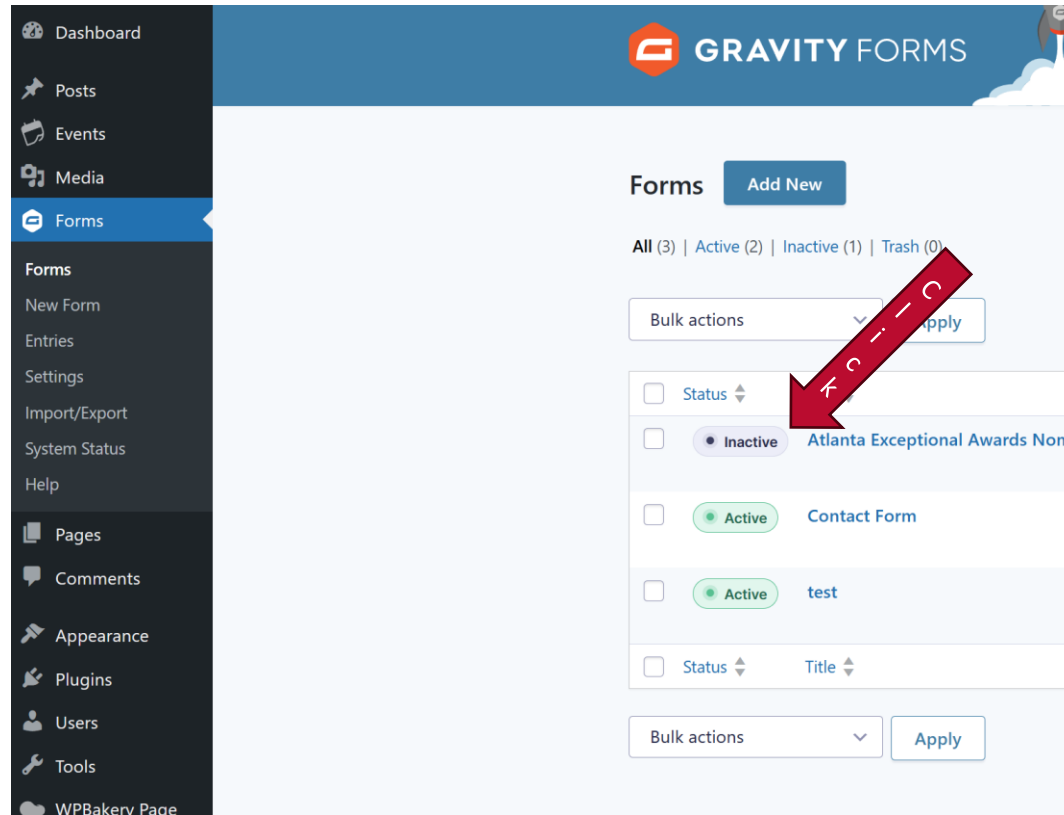 Dashboard
Posts
Events
Media
Forms
Forms
New Form
Entries
Settings
Import/Export
System Status
Help
Pages
Comments
Appearance
Plugins
Users
Tools
WPBakery Page
GRAVITY FORMS
Forms
Add New
All (3) | Active (2) | Inactive (1) | Trash (0)
Bulk actions
Click
Status
Inactive Atlanta Exceptional Awards
Active Contact Form
Active test
Status Title
Bulk actions Apply